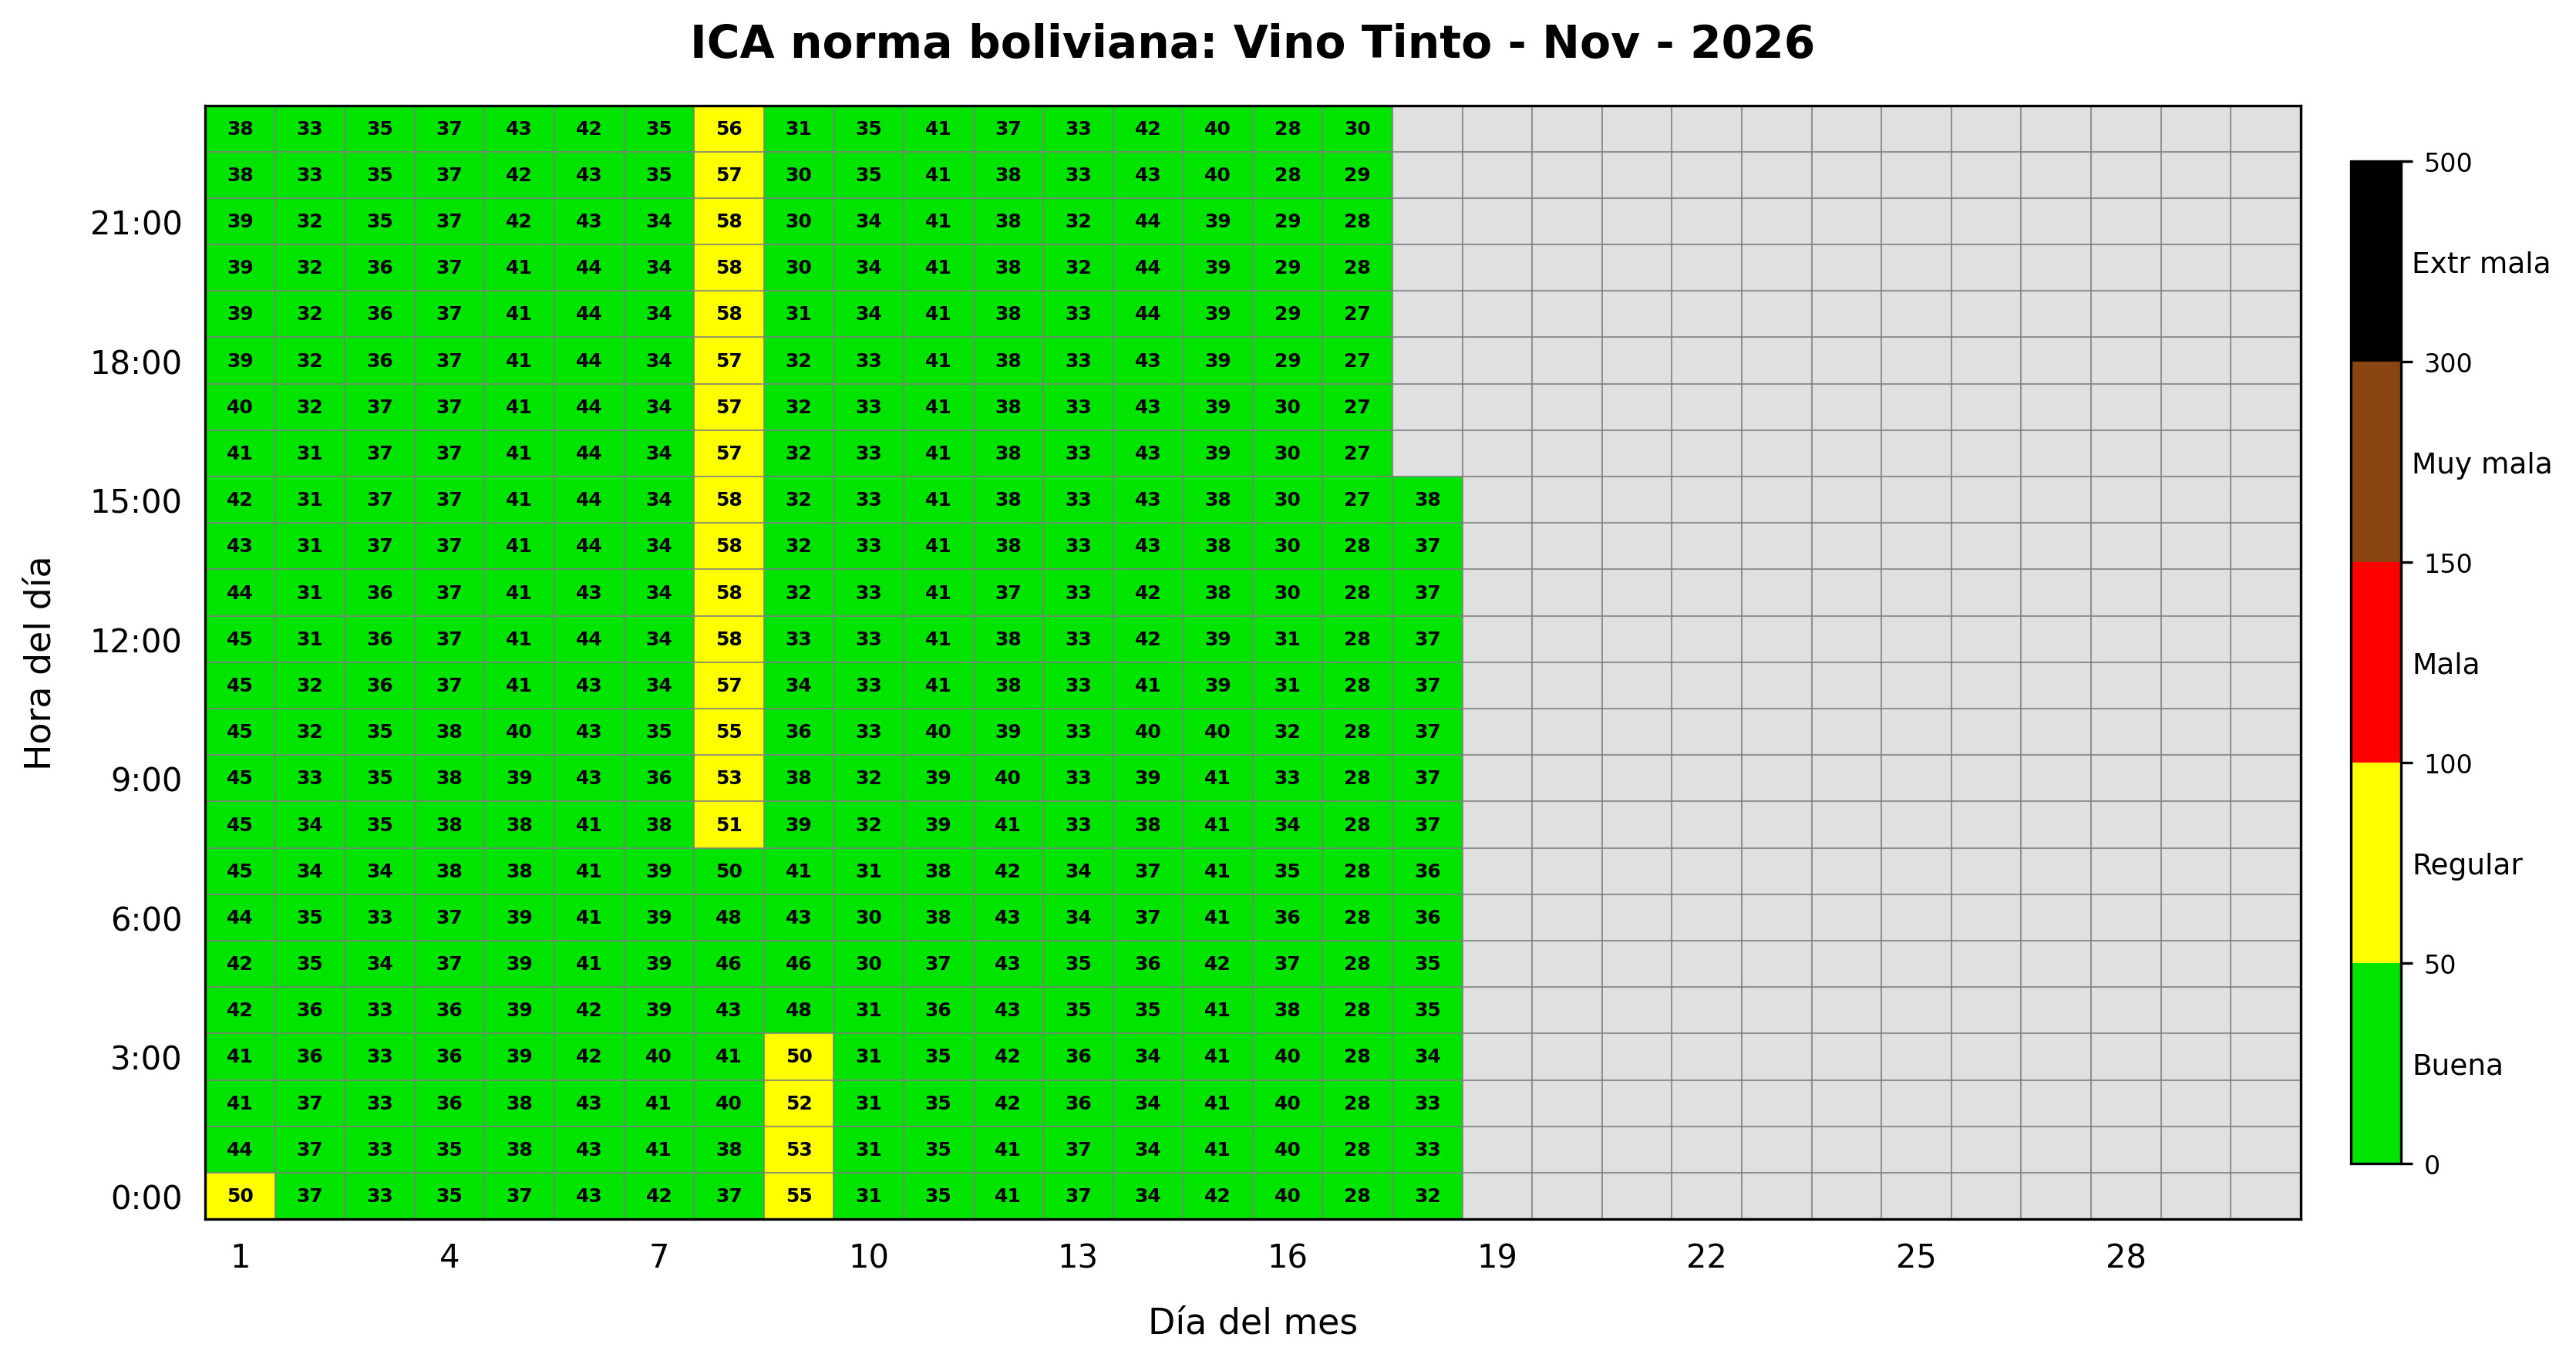 ICA norma boliviana: Vino Tinto - Nov - 2026
38 33 35 37 43 42 35 56 31 35 41 37 33 42 40 28 30
38 33 35 37 42 43 35 57 30 35 41 38 33 43 40 28 29
21:00 39 32 35 37 42 43 34 58 30 34 41 38 32 44 39 29 28
39 32 36 37 41 44 34 58 30 34 41 38 32 44 39 29 28
39 32 36 37 41 44 34 58 31 34 41 38 33 44 39 29 27
18:00 39 32 36 37 41 44 34 57 32 33 41 38 33 43 39 29 27
40 32 37 37 41 44 34 57 32 33 41 38 33 43 39 30 27
41 31 37 37 41 44 34 57 32 33 41 38 33 43 39 30 27
15:00 42 31 37 37 41 44 34 58 32 33 41 38 33 43 38 30 27 38
43 31 37 37 41 44 34 58 32 33 41 38 33 43 38 30 28 37
44 31 36 37 41 43 34 58 32 33 41 37 33 42 38 30 28 37
12:00 45 31 36 37 41 44 34 58 33 33 41 38 33 42 39 31 28 37
45 32 36 37 41 43 34 57 34 33 41 38 33 41 39 31 28 37
45 32 35 38 40 43 35 55 36 33 40 39 33 40 40 32 28 37
9:00 45 33 35 38 39 43 36 53 38 32 39 40 33 39 41 33 28 37
45 34 35 38 38 41 38 51 39 32 39 41 33 38 41 34 28 37
45 34 34 38 38 41 39 50 41 31 38 42 34 37 41 35 28 36
6:00 44 35 33 37 39 41 39 48 43 30 38 43 34 37 41 36 28 36
42 35 34 37 39 41 39 46 46 30 37 43 35 36 42 37 28 35
42 36 33 36 39 42 39 43 48 31 36 43 35 35 41 38 28 35
3:00 41 36 33 36 39 42 40 41 50 31 35 42 36 34 41 40 28 34
41 37 33 36 38 43 41 40 52 31 35 42 36 34 41 40 28 33
44 37 33 35 38 43 41 38 53 31 35 41 37 34 41 40 28 33
0:00 50 37 33 35 37 43 42 37 55 31 35 41 37 34 42 40 28 32
1 4 7 10 13 16 19 22 25 28
Día del mes
Hora del día
500
Extr mala
300
Muy mala
150
Mala
100
Regular
50
Buena
0